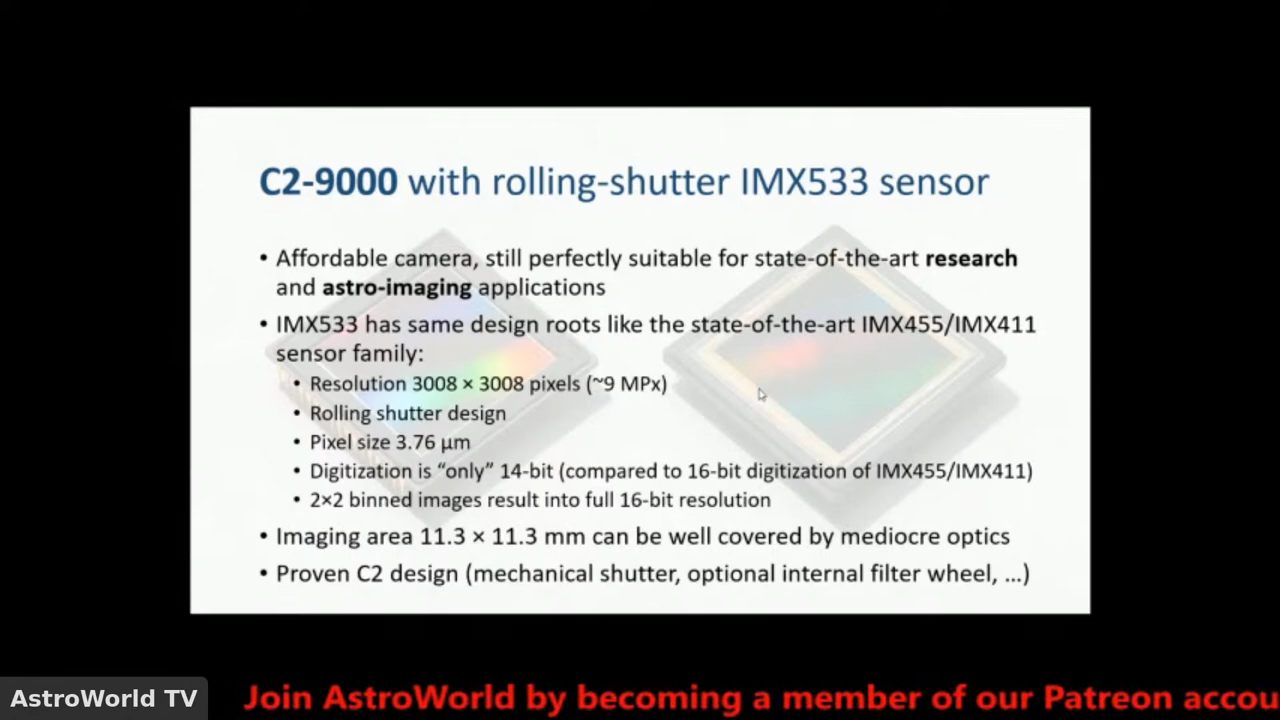 C2-9000 with rolling-shutter IMX533 sensor
• Affordable camera, still perfectly suitable for state-of-the-art research
and astro-imaging applications
• IMX533 has same design roots like the state-of-the-art IMX455/IMX411
sensor family:
• Resolution 3008 × 3008 pixels (~9 MPx)
• Rolling shutter design
• Pixel size 3.76 µm
• Digitization is “only” 14-bit (compared to 16-bit digitization of IMX455/IMX411)
• 2×2 binned images result into full 16-bit resolution
• Imaging area 11.3 × 11.3 mm can be well covered by mediocre optics
• Proven C2 design (mechanical shutter, optional internal filter wheel, …)
AstroWorld TV
Join AstroWorld by becoming a member of our Patreon accou